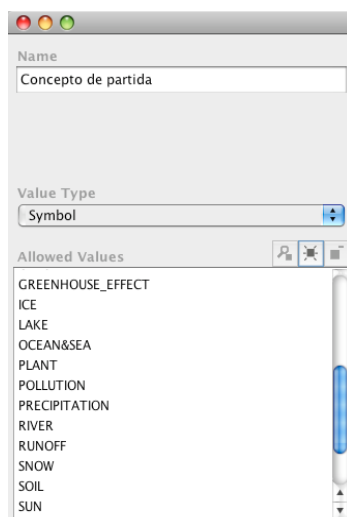 Name
Concepto de partida
Value Type
Symbol
Allowed Values
GREENHOUSE_EFFECT
ICE
LAKE
OCEAN&SEA
PLANT
POLLUTION
PRECIPITATION
RIVER
RUNOFF
SNOW
SOIL
SUN